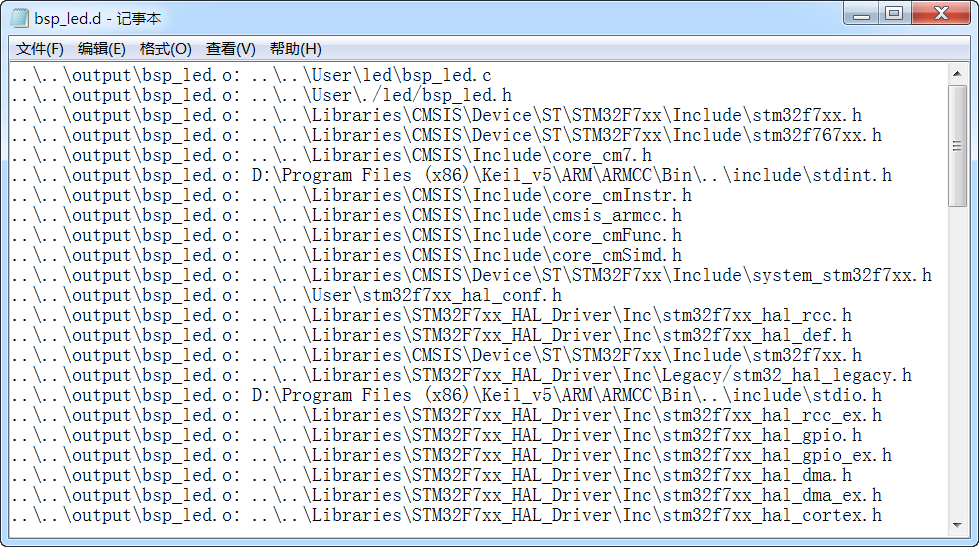 bsp_led.d - 记事本
文件(F) 编辑(E) 格式(O) 查看(V) 帮助(H)
..\..\output\bsp_led.o: ..\..\User\led\bsp_led.c
..\..\output\bsp_led.o: ..\..\User\./led/bsp_led.h
..\..\output\bsp_led.o: ..\..\Libraries\CMSIS\Device\ST\STM32F7xx\Include\stm32f7xx.h
..\..\output\bsp_led.o: ..\..\Libraries\CMSIS\Device\ST\STM32F7xx\Include\stm32f767xx.h
..\..\output\bsp_led.o: ..\..\Libraries\CMSIS\Include\core_cm7.h
..\..\output\bsp_led.o: D:\Program Files (x86)\Keil_v5\ARM\ARMCC\Bin\..\include\stdint.h
..\..\output\bsp_led.o: ..\..\Libraries\CMSIS\Include\core_cmInstr.h
..\..\output\bsp_led.o: ..\..\Libraries\CMSIS\Include\cmsis_armcc.h
..\..\output\bsp_led.o: ..\..\Libraries\CMSIS\Include\core_cmFunc.h
..\..\output\bsp_led.o: ..\..\Libraries\CMSIS\Include\core_cmSimd.h
..\..\output\bsp_led.o: ..\..\Libraries\CMSIS\Device\ST\STM32F7xx\Include\system_stm32f7xx.h
..\..\output\bsp_led.o: ..\..\User\stm32f7xx_hal_conf.h
..\..\output\bsp_led.o: ..\..\Libraries\STM32F7xx_HAL_Driver\Inc\stm32f7xx_hal_rcc.h
..\..\output\bsp_led.o: ..\..\Libraries\STM32F7xx_HAL_Driver\Inc\stm32f7xx_hal_def.h
..\..\output\bsp_led.o: ..\..\Libraries\CMSIS\Device\ST\STM32F7xx\Include\stm32f7xx.h
..\..\output\bsp_led.o: ..\..\Libraries\STM32F7xx_HAL_Driver\Inc\Legacy/stm32_hal_legacy.h
..\..\output\bsp_led.o: D:\Program Files (x86)\Keil_v5\ARM\ARMCC\Bin\..\include\stdio.h
..\..\output\bsp_led.o: ..\..\Libraries\STM32F7xx_HAL_Driver\Inc\stm32f7xx_hal_rcc_ex.h
..\..\output\bsp_led.o: ..\..\Libraries\STM32F7xx_HAL_Driver\Inc\stm32f7xx_hal_gpio.h
..\..\output\bsp_led.o: ..\..\Libraries\STM32F7xx_HAL_Driver\Inc\stm32f7xx_hal_gpio_ex.h
..\..\output\bsp_led.o: ..\..\Libraries\STM32F7xx_HAL_Driver\Inc\stm32f7xx_hal_dma.h
..\..\output\bsp_led.o: ..\..\Libraries\STM32F7xx_HAL_Driver\Inc\stm32f7xx_hal_dma_ex.h
..\..\output\bsp_led.o: ..\..\Libraries\STM32F7xx_HAL_Driver\Inc\stm32f7xx_hal_cortex.h